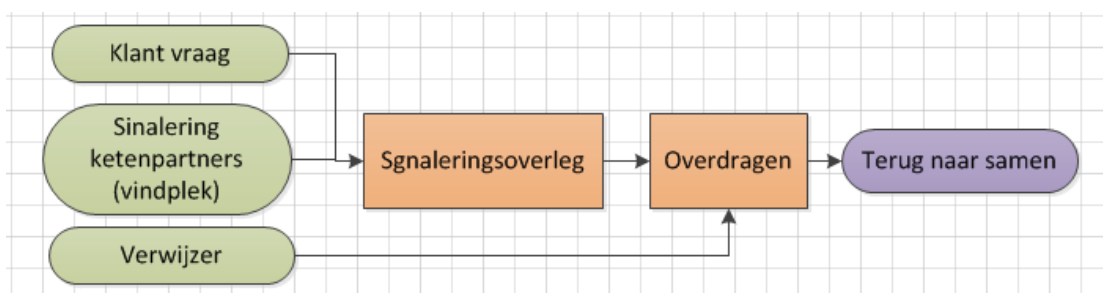 Klant vraag
Sinalering
ketenpartners
(vindplek)
Sgnaleringsoverleg
Overdragen
Terug naar samen
Verwijzer